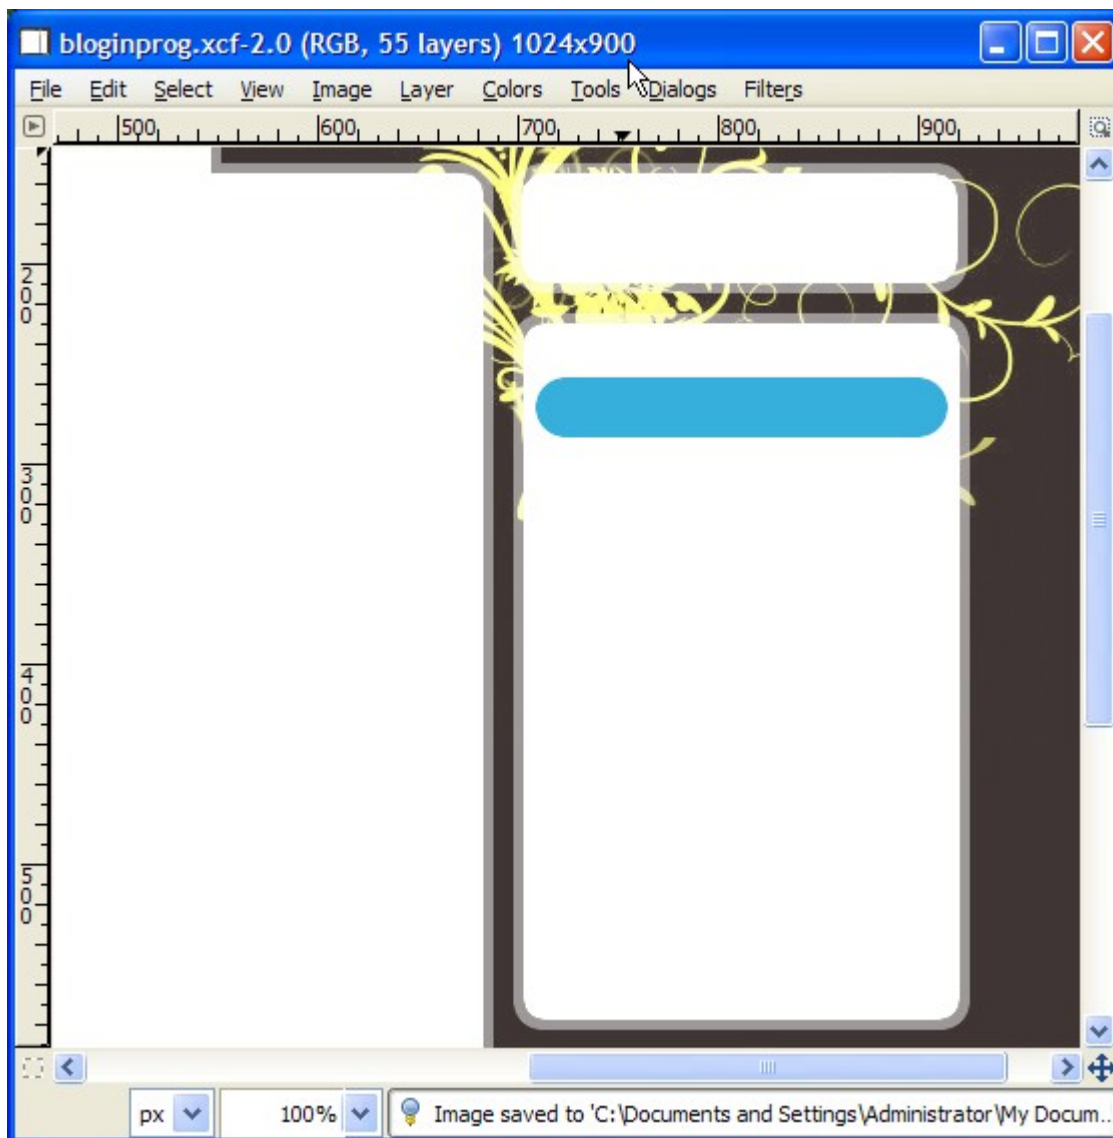 bloginprog.xcf-2.0 (RGB, 55 layers) 1024x900
File Edit Select View Image Layer Colors Tools Dialogs Filters
500 600 700 800 900
200
300
400
500
px 100% Image saved to 'C:\Documents and Settings\Administrator\My Docum..